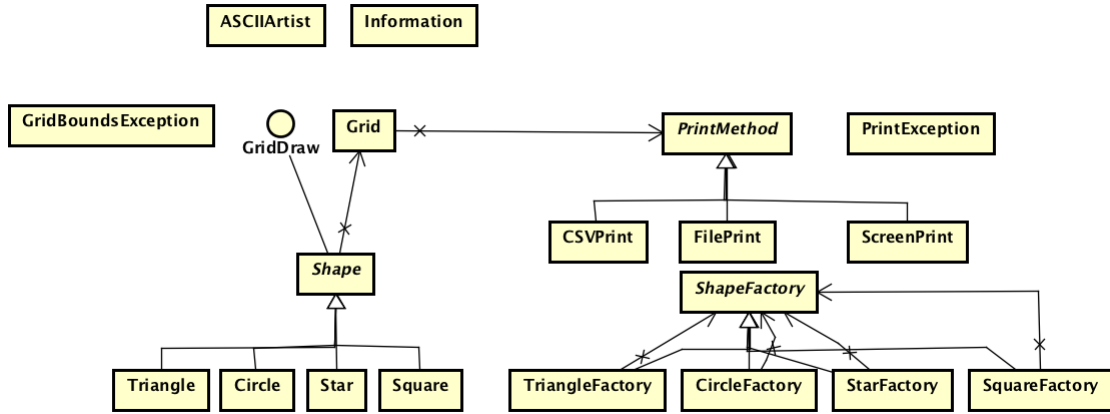 ASCIIArtist
Information
GridBoundsException
GridDraw
Grid
PrintMethod
PrintException
CSVPrint
FilePrint
ScreenPrint
Shape
ShapeFactory
Triangle
Circle
Star
Square
TriangleFactory
CircleFactory
StarFactory
SquareFactory